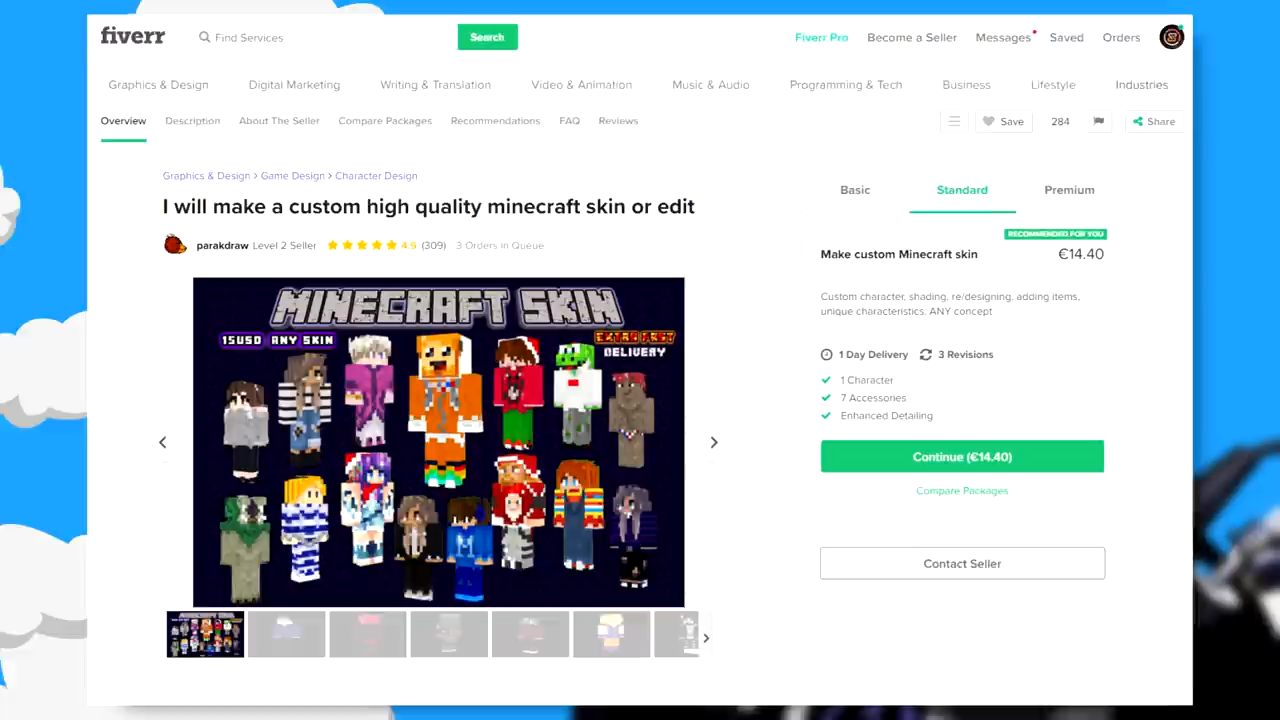 fiverr
Find Services
Search
Fiverr Pro
Become a Seller
Messages
Saved
Orders
Graphics & Design
Digital Marketing
Writing & Translation
Video & Animation
Music & Audio
Programming & Tech
Business
Lifestyle
Industries
Overview
Description
About The Seller
Compare Packages
Recommendations
FAQ
Reviews
Save
284
Share
Graphics & Design > Game Design > Character Design
I will make a custom high quality minecraft skin or edit
parakdraw Level 2 Seller 4.9 (309) 3 Orders in Queue
MINECRAFT SKIN
15USD ANY SKIN
EXTRA FAST
DELIVERY
Basic
Standard
Premium
RECOMMENDED FOR YOU
Make custom Minecraft skin €14.40
Custom character, shading, re/designing, adding items,
unique characteristics. ANY concept
1 Day Delivery 3 Revisions
1 Character
7 Accessories
Enhanced Detailing
Continue (€14.40)
Compare Packages
Contact Seller